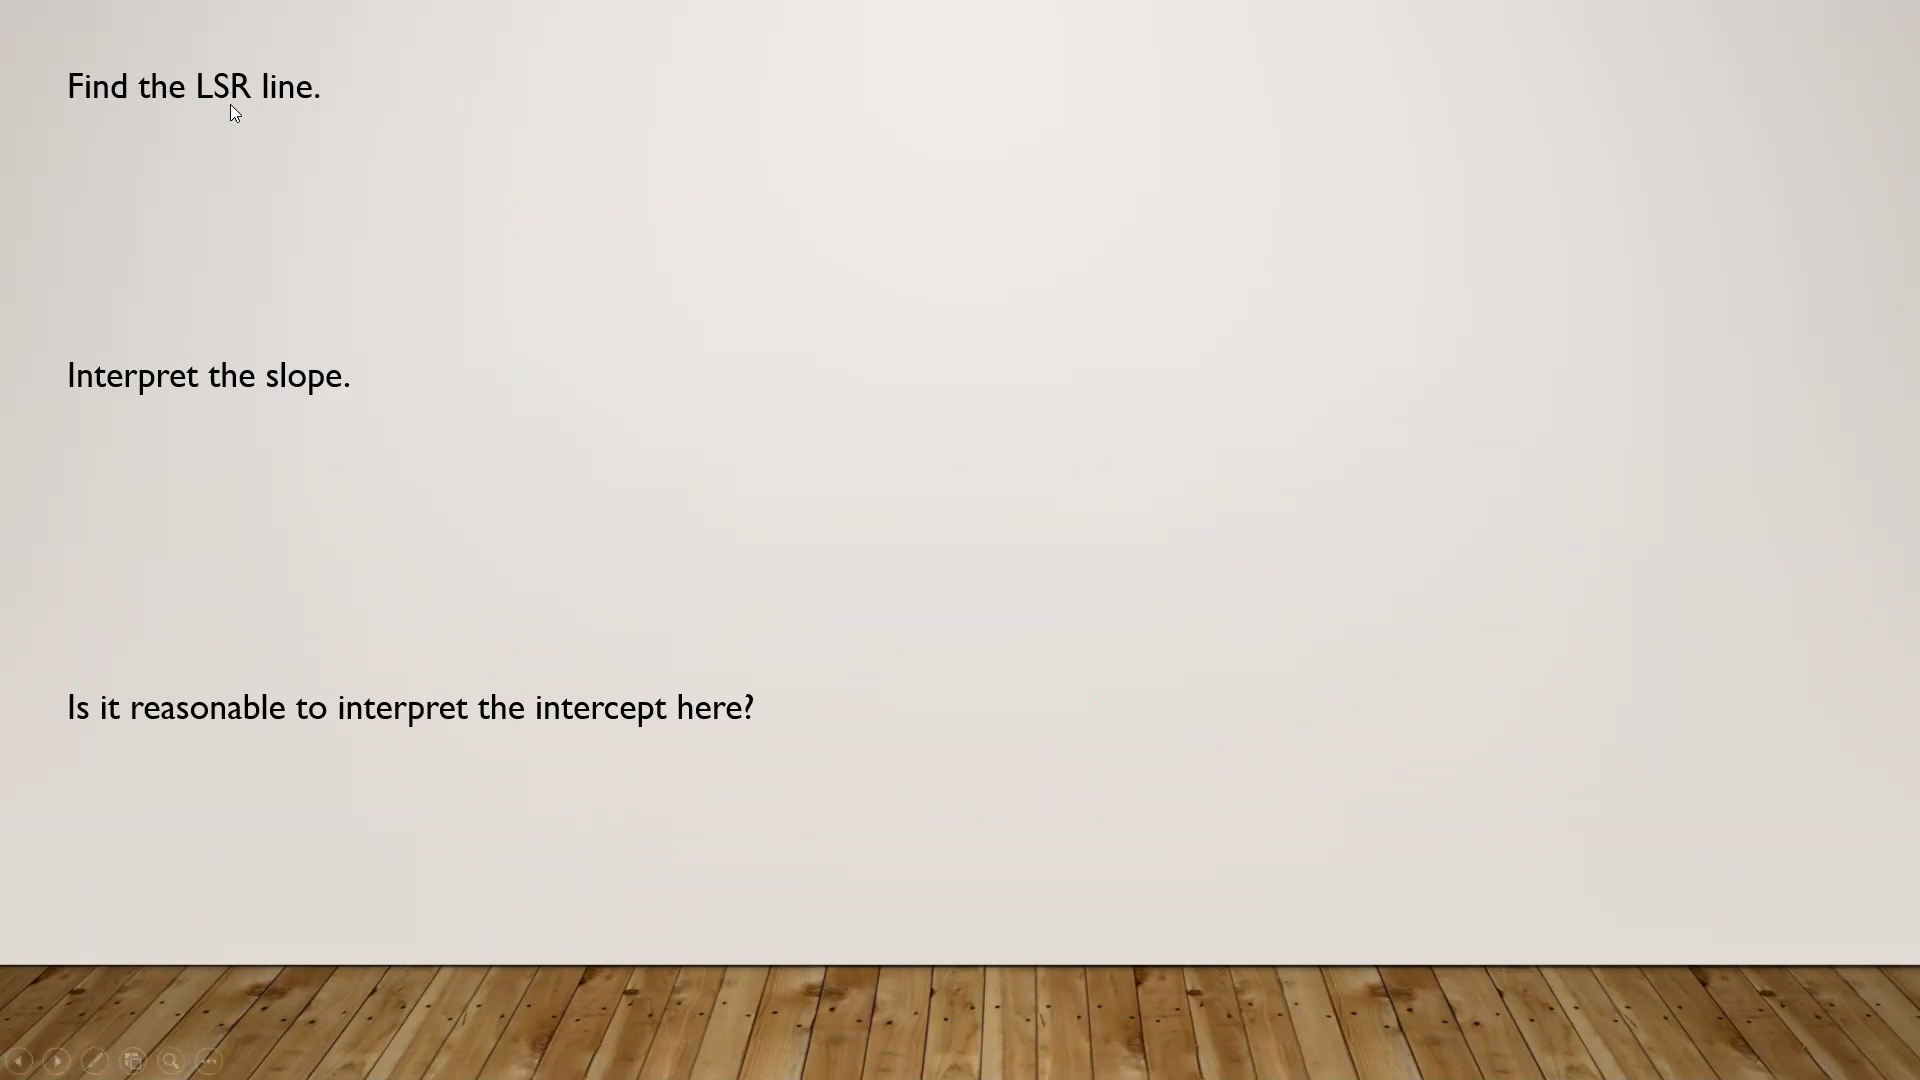 Find the LSR line.
Interpret the slope.
Is it reasonable to interpret the intercept here?